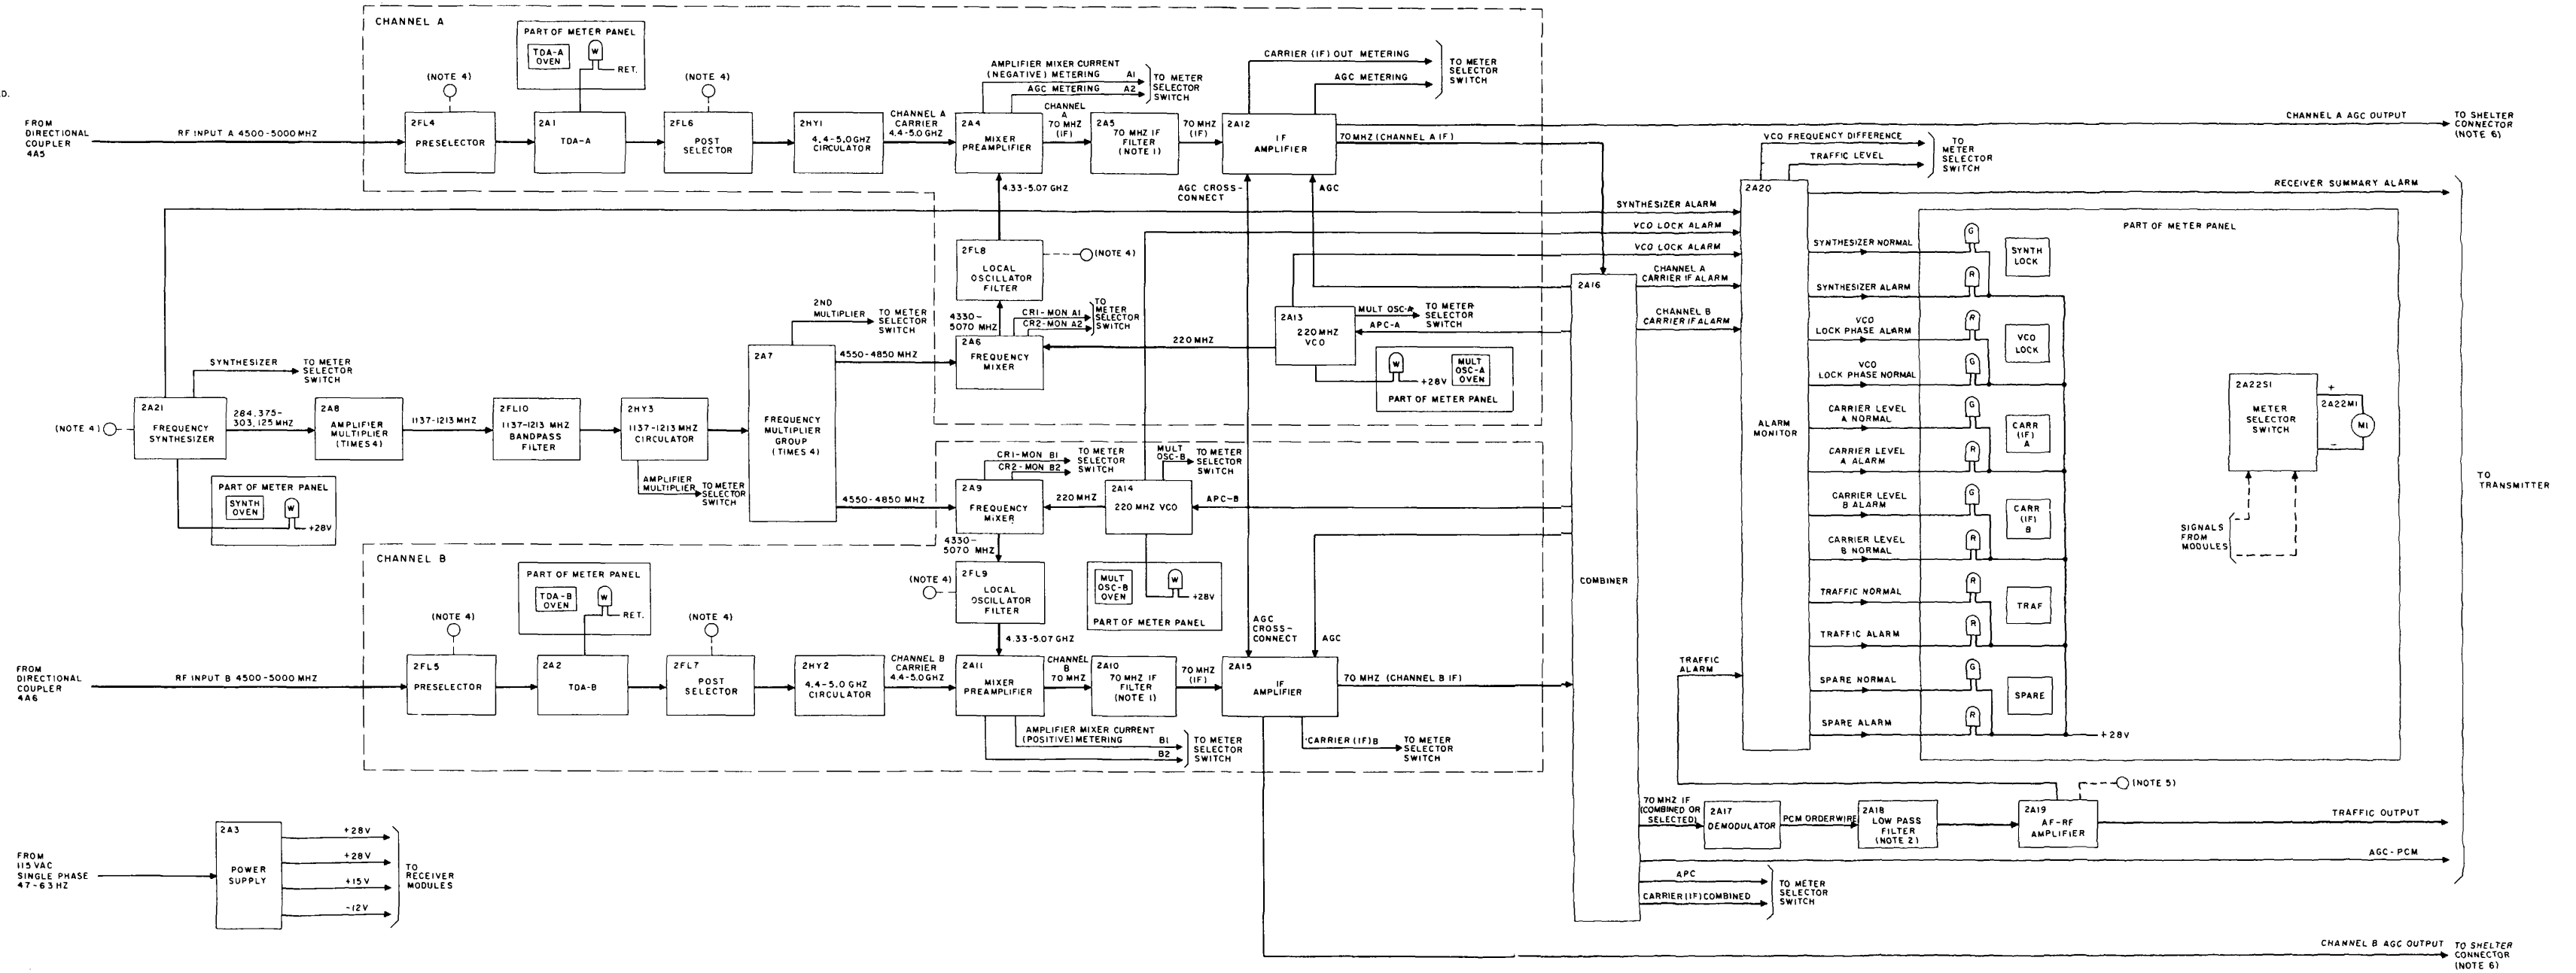 CHANNEL A
PART OF METER PANEL
TDA-A
OVEN
W
RET.
(NOTE 4)
(NOTE 4)
D.
FROM
DIRECTIONAL
COUPLER
4A5
RF INPUT A 4500-5000 MHZ
2FL4
PRESELECTOR
2A1
TDA-A
2FL6
POST
SELECTOR
2HY1
4.4-5.0 GHZ
CIRCULATOR
CHANNEL A
CARRIER
4.4-5.0 GHZ
AMPLIFIER MIXER CURRENT
(NEGATIVE) METERING A1
AGC METERING A2
TO METER
SELECTOR
SWITCH
2A4
MIXER
PREAMPLIFIER
CHANNEL
A
70 MHZ
(IF)
2A5
70 MHZ IF
FILTER
(NOTE 1)
70 MHZ
(IF)
2A12
IF
AMPLIFIER
CARRIER (IF) OUT METERING
AGC METERING
TO METER
SELECTOR
SWITCH
70 MHZ (CHANNEL A IF)
CHANNEL A AGC OUTPUT
TO SHELTER
CONNECTOR
(NOTE 6)
VCO FREQUENCY DIFFERENCE
TRAFFIC LEVEL
TO
METER
SELECTOR
SWITCH
4.33-5.07 GHZ
AGC CROSS-
CONNECT
AGC
2A20
ALARM
MONITOR
RECEIVER SUMMARY ALARM
SYNTHESIZER ALARM
VCO LOCK ALARM
VCO LOCK ALARM
CHANNEL A
CARRIER IF ALARM
CHANNEL B
CARRIER IF ALARM
2FL8
LOCAL
OSCILLATOR
FILTER
(NOTE 4)
4330-
5070 MHZ
CR1-MON A1
CR2-MON A2
TO
METER
SELECTOR
SWITCH
2A6
FREQUENCY
MIXER
220 MHZ
2A13
220 MHZ
VCO
MULT OSC-A
TO METER
SELECTOR
SWITCH
APC-A
W
+28V
MULT
OSC-A
OVEN
PART OF METER PANEL
2ND
MULTIPLIER
TO METER
SELECTOR
SWITCH
2A7
FREQUENCY
MULTIPLIER
GROUP
(TIMES 4)
4550-4850 MHZ
4550-4850 MHZ
SYNTHESIZER
TO METER
SELECTOR
SWITCH
(NOTE 4)
2A21
FREQUENCY
SYNTHESIZER
284.375-
303.125 MHZ
2A8
AMPLIFIER
MULTIPLIER
(TIMES 4)
1137-1213 MHZ
2FL10
1137-1213 MHZ
BANDPASS
FILTER
2HY3
1137-1213 MHZ
CIRCULATOR
AMPLIFIER
MULTIPLIER
TO METER
SELECTOR
SWITCH
PART OF METER PANEL
SYNTH
OVEN
W
+28V
CR1-MON B1
CR2-MON B2
TO METER
SELECTOR
SWITCH
MULT
OSC-B
TO METER
SELECTOR
SWITCH
2A9
FREQUENCY
MIXER
220 MHZ
2A14
220 MHZ VCO
APC-B
4330-
5070 MHZ
CHANNEL B
2FL9
LOCAL
OSCILLATOR
FILTER
(NOTE 4)
MULT
OSC-B
OVEN
W
+28V
PART OF METER PANEL
4.33-5.07 GHZ
AGC
CROSS-
CONNECT
AGC
PART OF METER PANEL
TDA-B
OVEN
W
RET.
(NOTE 4)
(NOTE 4)
FROM
DIRECTIONAL
COUPLER
4A6
RF INPUT B 4500-5000 MHZ
2FL5
PRESELECTOR
2A2
TDA-B
2FL7
POST
SELECTOR
2HY2
4.4-5.0 GHZ
CIRCULATOR
CHANNEL B
CARRIER
4.4-5.0 GHZ
2A11
MIXER
PREAMPLIFIER
CHANNEL
B
70 MHZ
2A10
70 MHZ IF
FILTER
(NOTE 1)
70 MHZ
(IF)
2A15
IF
AMPLIFIER
70 MHZ (CHANNEL B IF)
AMPLIFIER MIXER CURRENT
(POSITIVE) METERING B1
B2
TO METER
SELECTOR
SWITCH
CARRIER (IF) B
TO METER
SELECTOR
SWITCH
2A16
COMBINER
PART OF METER PANEL
SYNTHESIZER NORMAL
G
SYNTH
LOCK
SYNTHESIZER ALARM
R
VCO
LOCK PHASE ALARM
R
VCO
LOCK
VCO
LOCK PHASE NORMAL
G
CARRIER LEVEL
A NORMAL
G
CARR
(IF)
A
CARRIER LEVEL
A ALARM
R
CARRIER LEVEL
B ALARM
G
CARR
(IF)
B
CARRIER LEVEL
B NORMAL
R
TRAFFIC NORMAL
R
TRAF
TRAFFIC ALARM
R
SPARE NORMAL
G
SPARE
SPARE ALARM
R
+28V
2A22S1
METER
SELECTOR
SWITCH
+
2A22M1
M1
-
SIGNALS
FROM
MODULES
TO
TRANSMITTER
TRAFFIC
ALARM
70 MHZ IF
(COMBINED OR
SELECTED)
2A17
DEMODULATOR
PCM ORDERWIRE
2A18
LOW PASS
FILTER
(NOTE 2)
2A19
AF-RF
AMPLIFIER
(NOTE 5)
TRAFFIC OUTPUT
AGC-PCM
APC
CARRIER (IF) COMBINED
TO METER
SELECTOR
SWITCH
FROM
115 VAC
SINGLE PHASE
47-63 HZ
2A3
POWER
SUPPLY
+28V
+28V
+15V
-12V
TO
RECEIVER
MODULES
CHANNEL B AGC OUTPUT
TO SHELTER
CONNECTOR
(NOTE 6)